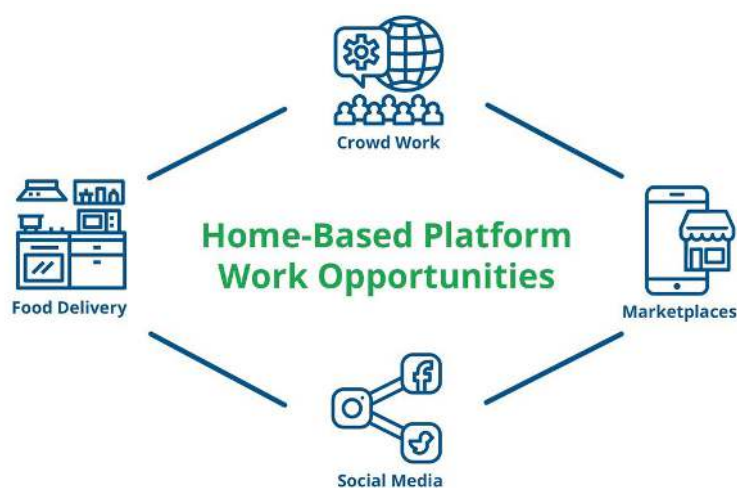 Crowd Work
Home-Based Platform
Work Opportunities
Food Delivery
Marketplaces
Social Media